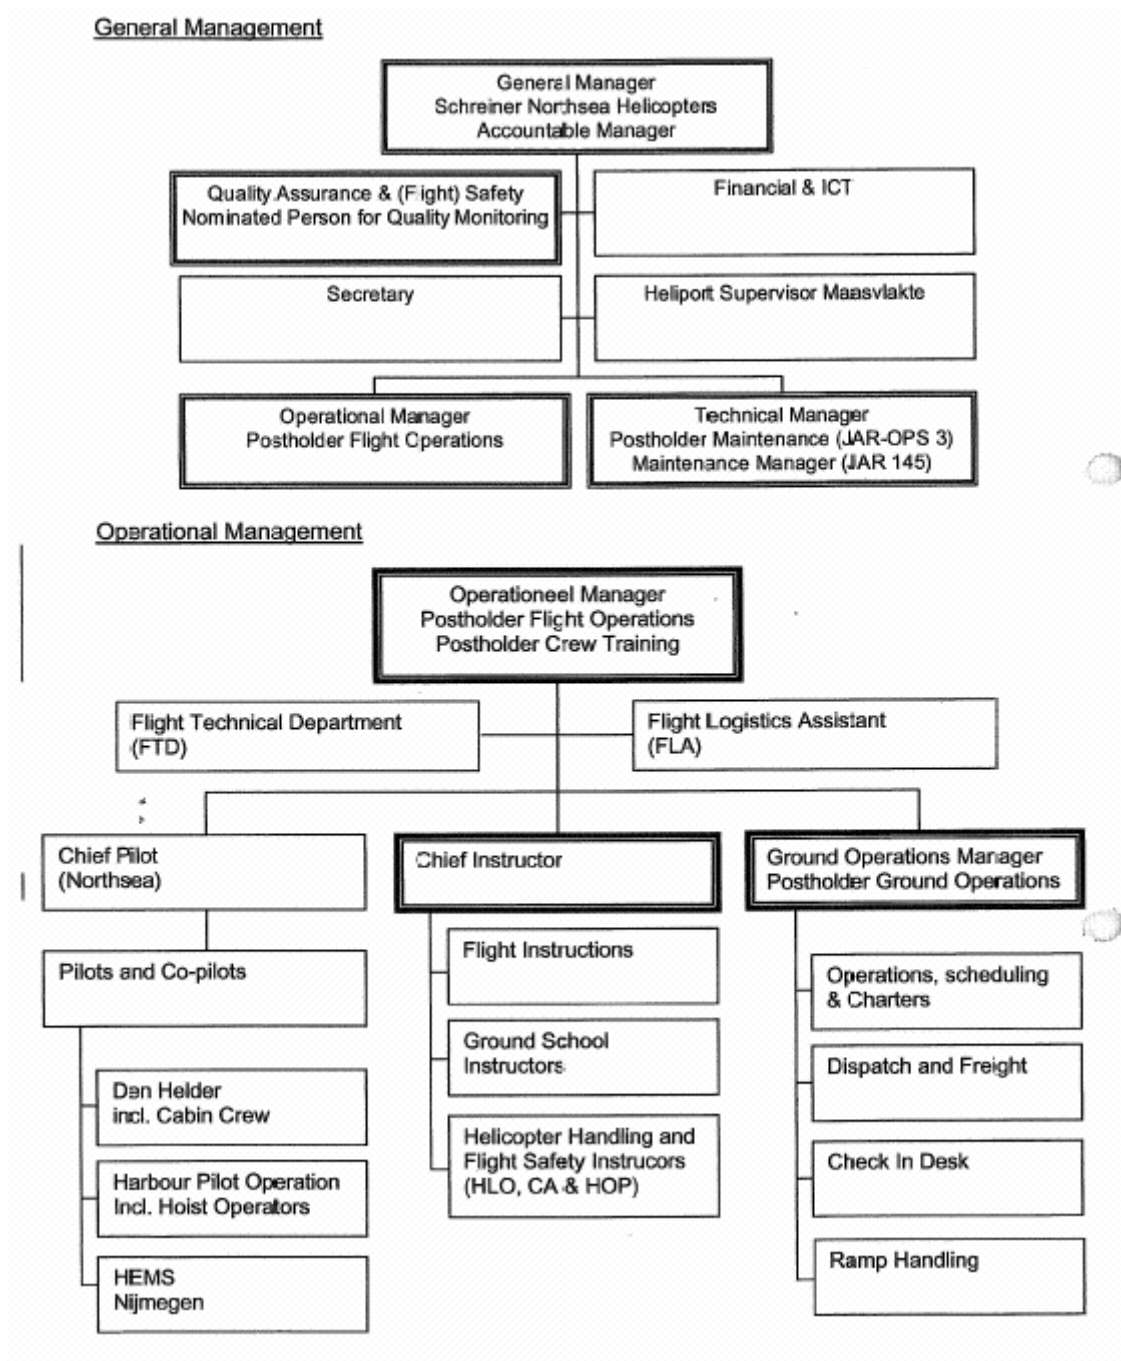 General Management
General Manager
Schreiner Northsea Helicopters
Accountable Manager
Quality Assurance & (Flight) Safety
Nominated Person for Quality Monitoring
Financial & ICT
Secretary
Heliport Supervisor Maasvlakte
Operational Manager
Postholder Flight Operations
Technical Manager
Postholder Maintenance (JAR-OPS 3)
Maintenance Manager (JAR 145)
Operational Management
Operationeel Manager
Postholder Flight Operations
Postholder Crew Training
Flight Technical Department
(FTD)
Flight Logistics Assistant
(FLA)
Chief Pilot
(Northsea)
Chief Instructor
Ground Operations Manager
Postholder Ground Operations
Pilots and Co-pilots
Den Helder
incl. Cabin Crew
Harbour Pilot Operation
Incl. Hoist Operators
HEMS
Nijmegen
Flight Instructions
Ground School
Instructors
Helicopter Handling and
Flight Safety Instrucors
(HLO, CA & HOP)
Operations, scheduling
& Charters
Dispatch and Freight
Check In Desk
Ramp Handling